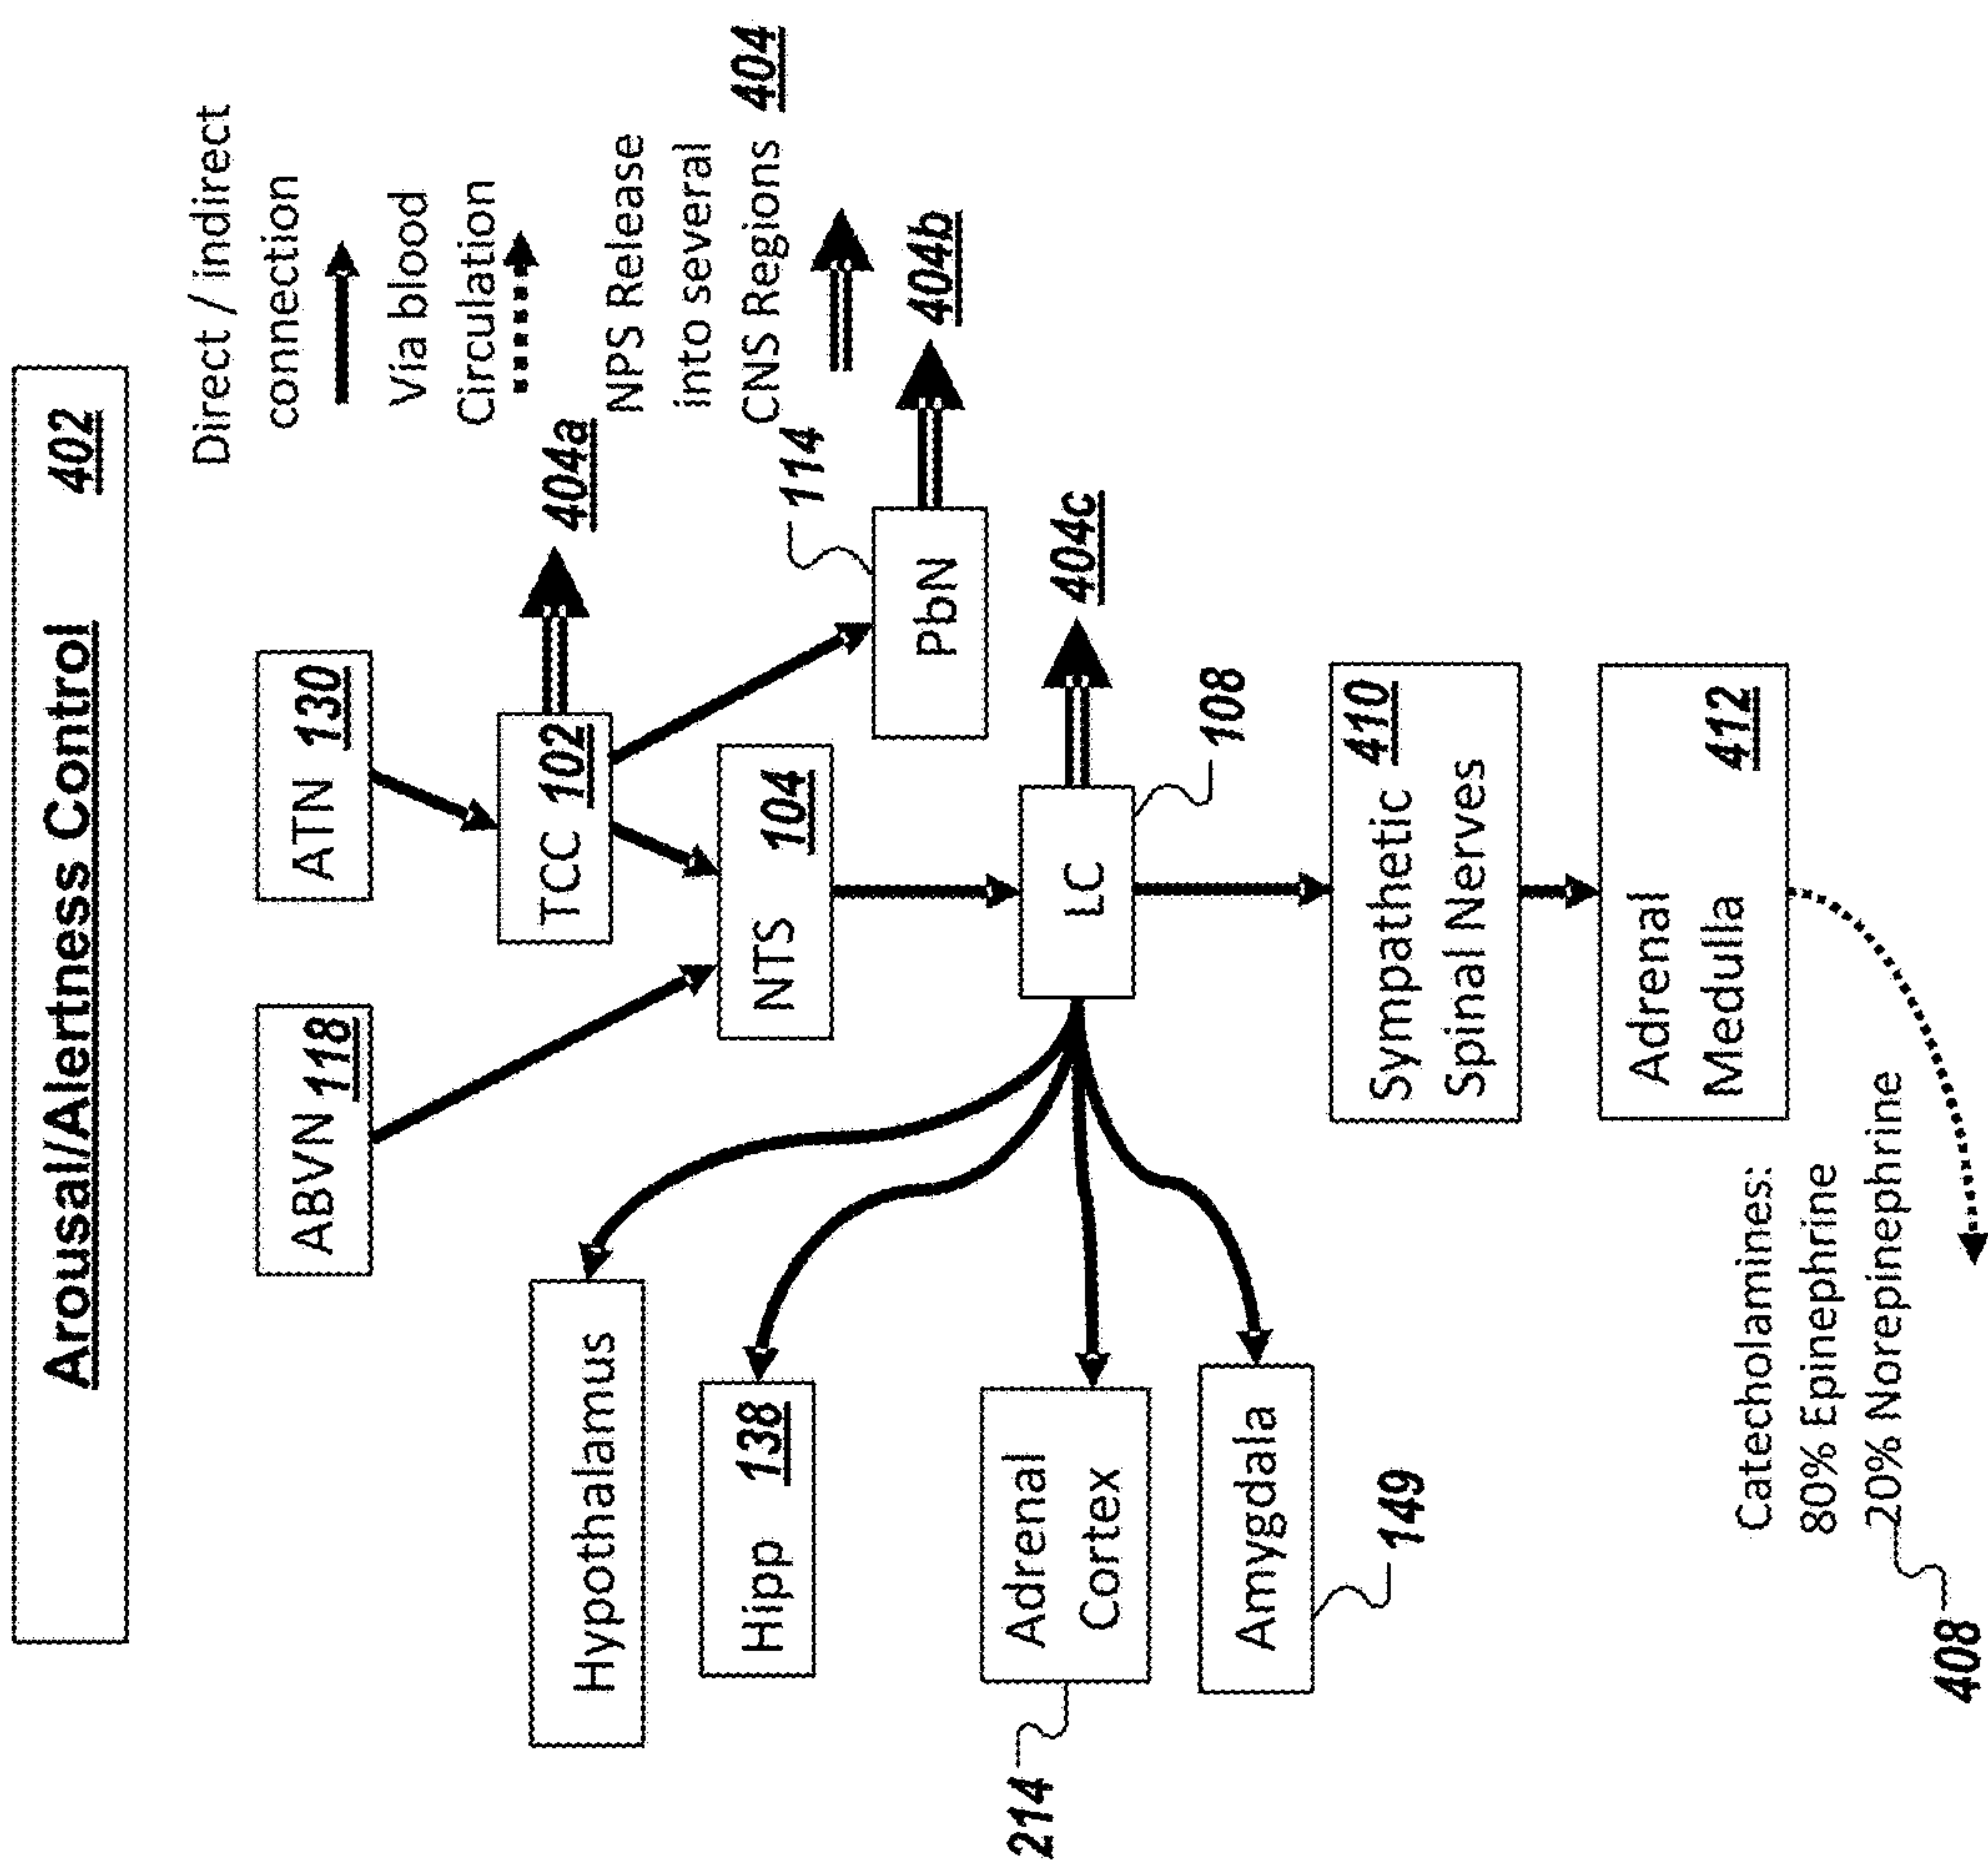 Arousal/Alertness Control 402
Direct / indirect
connection
Via blood
Circulation
NPS Release
into several
CNS Regions 404
ABVN 118
ATN 130
TCC 102
404a
NTS 104
114
PbN
404b
LC
404c
108
Hypothalamus
Hipp 138
214
Adrenal
Cortex
Amygdala
149
Sympathetic 410
Spinal Nerves
Adrenal
Medulla 412
Catecholamines:
80% Epinephrine
20% Norepinephrine
408